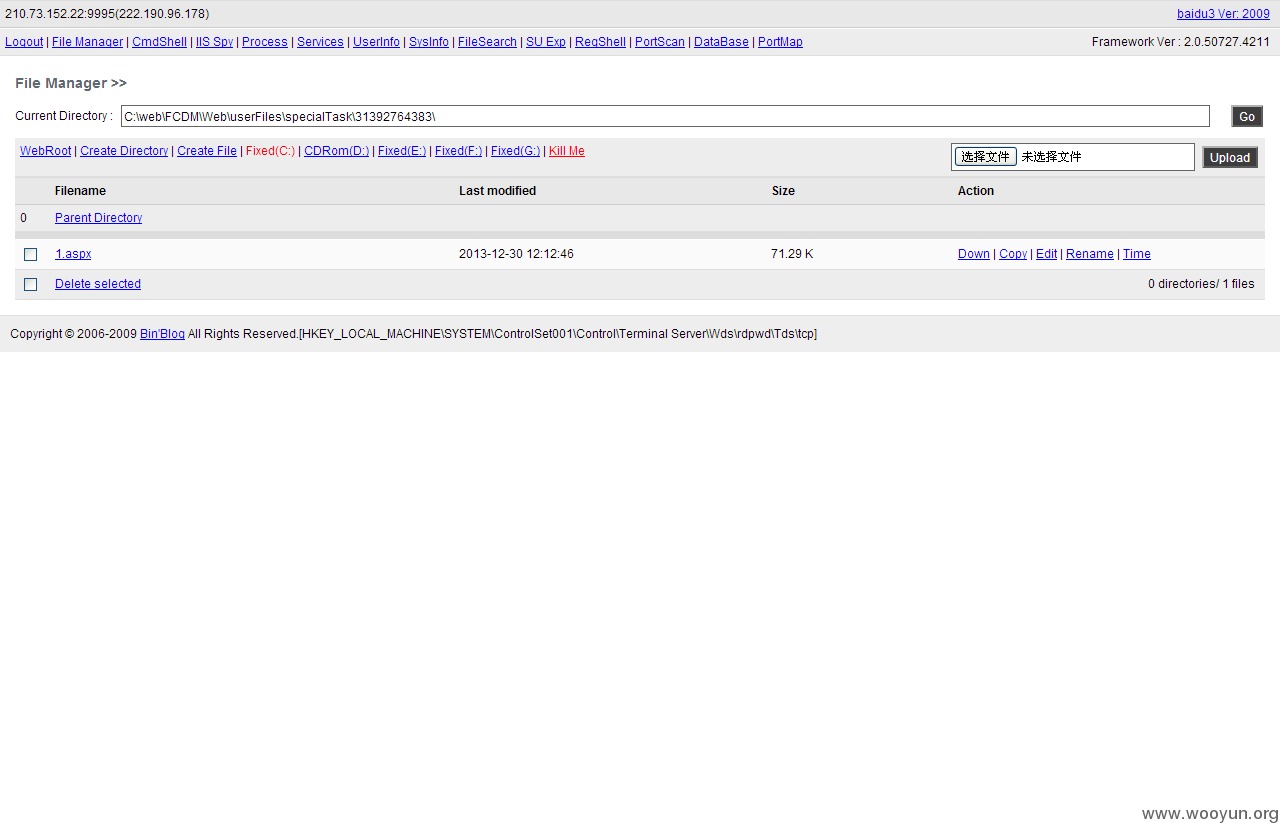 210.73.152.22:9995(222.190.96.178) baidu3 Ver: 2009
Logout | File Manager | CmdShell | IIS Spy | Process | Services | UserInfo | SysInfo | FileSearch | SU Exp | RegShell | PortScan | DataBase | PortMap Framework Ver : 2.0.50727.4211
File Manager >>
Current Directory : C:\web\FCDM\Web\userFiles\specialTask\31392764383\ Go
WebRoot | Create Directory | Create File | Fixed(C:) | CDRom(D:) | Fixed(E:) | Fixed(F:) | Fixed(G:) | Kill Me 选择文件 未选择文件 Upload
Filename Last modified Size Action
0 Parent Directory
1.aspx 2013-12-30 12:12:46 71.29 K Down | Copy | Edit | Rename | Time
Delete selected 0 directories/ 1 files
Copyright © 2006-2009 Bin'Blog All Rights Reserved.[HKEY_LOCAL_MACHINE\SYSTEM\ControlSet001\Control\Terminal Server\Wds\rdpwd\Tds\tcp]
www.wooyun.org